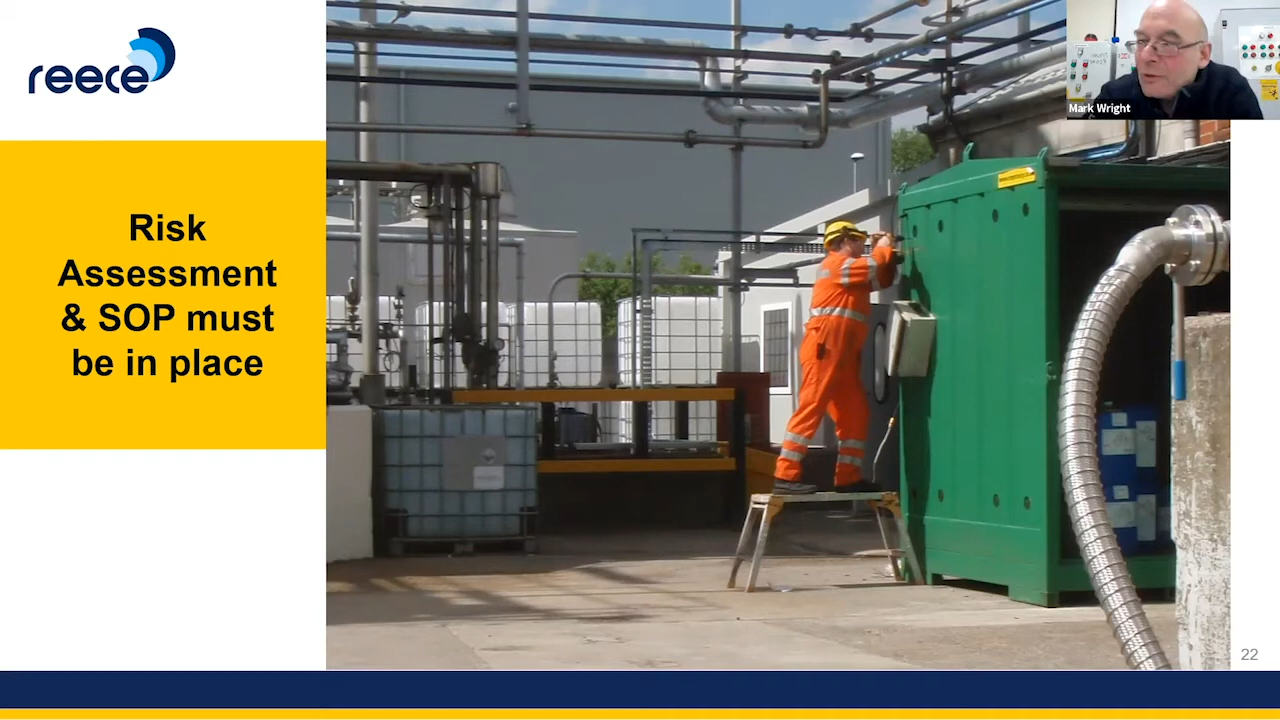 reece
Risk
Assessment
& SOP must
be in place
Mark Wright
22